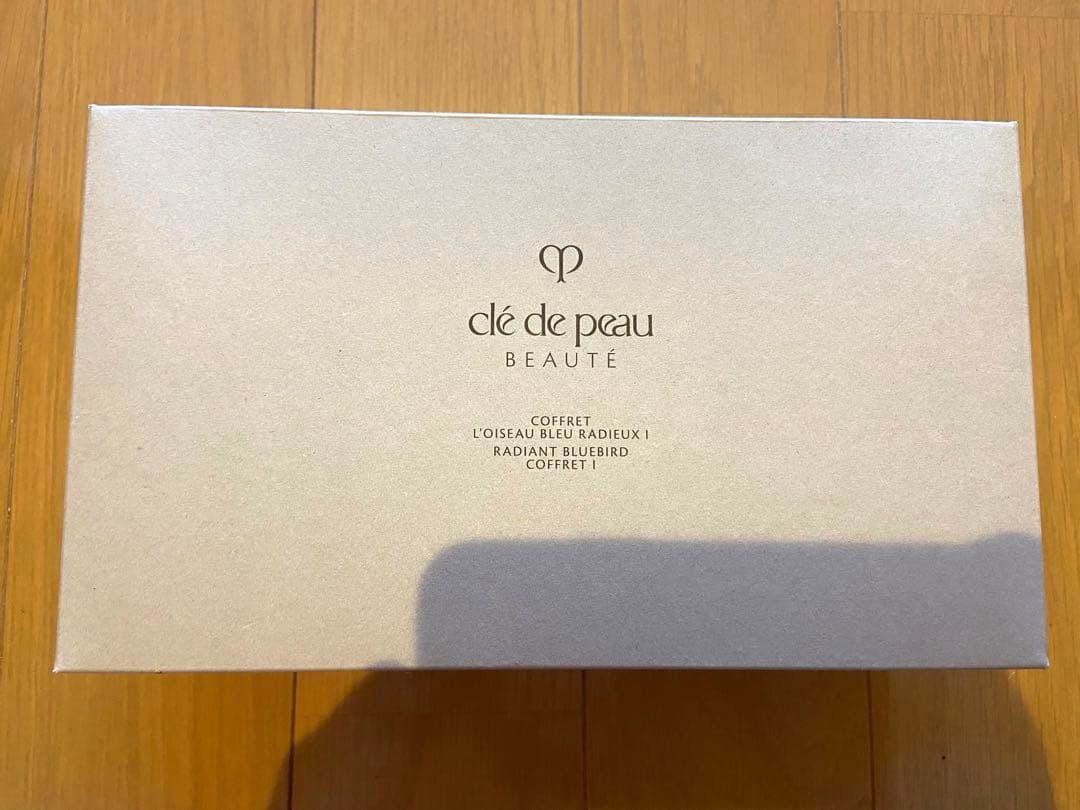 clé de peau
BEAUTÉ
COFFRET
L'OISEAU BLEU RADIEUX I
RADIANT BLUEBIRD
COFFRET I